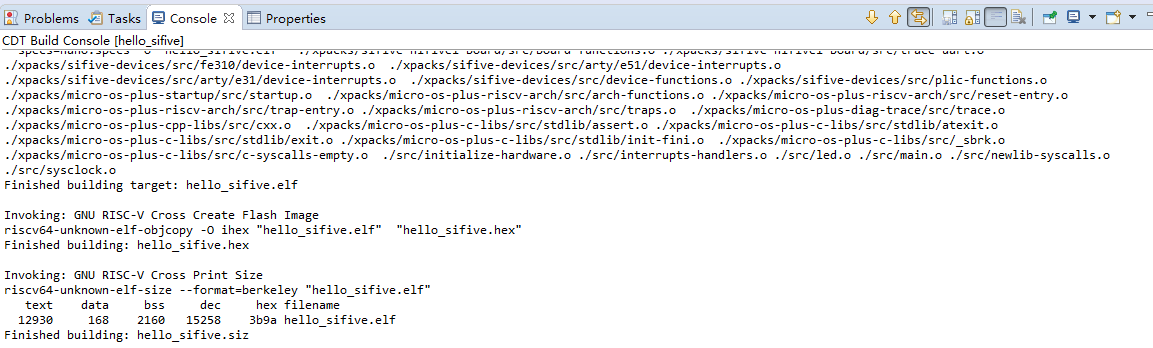 Problems Tasks Console Properties
CDT Build Console [hello_sifive]
./xpacks/sifive-devices/src/fe310/device-interrupts.o ./xpacks/sifive-devices/src/arty/e51/device-interrupts.o
./xpacks/sifive-devices/src/arty/e31/device-interrupts.o ./xpacks/sifive-devices/src/device-functions.o ./xpacks/sifive-devices/src/plic-functions.o
./xpacks/micro-os-plus-startup/src/startup.o ./xpacks/micro-os-plus-riscv-arch/src/arch-functions.o ./xpacks/micro-os-plus-riscv-arch/src/reset-entry.o
./xpacks/micro-os-plus-riscv-arch/src/trap-entry.o ./xpacks/micro-os-plus-riscv-arch/src/traps.o ./xpacks/micro-os-plus-diag-trace/src/trace.o
./xpacks/micro-os-plus-cpp-libs/src/cxx.o ./xpacks/micro-os-plus-c-libs/src/stdlib/assert.o ./xpacks/micro-os-plus-c-libs/src/stdlib/atexit.o
./xpacks/micro-os-plus-c-libs/src/stdlib/exit.o ./xpacks/micro-os-plus-c-libs/src/stdlib/init-fini.o ./xpacks/micro-os-plus-c-libs/src/_sbrk.o
./xpacks/micro-os-plus-c-libs/src/c-syscalls-empty.o ./src/initialize-hardware.o ./src/interrupts-handlers.o ./src/led.o ./src/main.o ./src/newlib-syscalls.o
./src/sysclock.o
Finished building target: hello_sifive.elf
Invoking: GNU RISC-V Cross Create Flash Image
riscv64-unknown-elf-objcopy -O ihex "hello_sifive.elf" "hello_sifive.hex"
Finished building: hello_sifive.hex
Invoking: GNU RISC-V Cross Print Size
riscv64-unknown-elf-size --format=berkeley "hello_sifive.elf"
text data bss dec hex filename
12930 168 2160 15258 3b9a hello_sifive.elf
Finished building: hello_sifive.siz